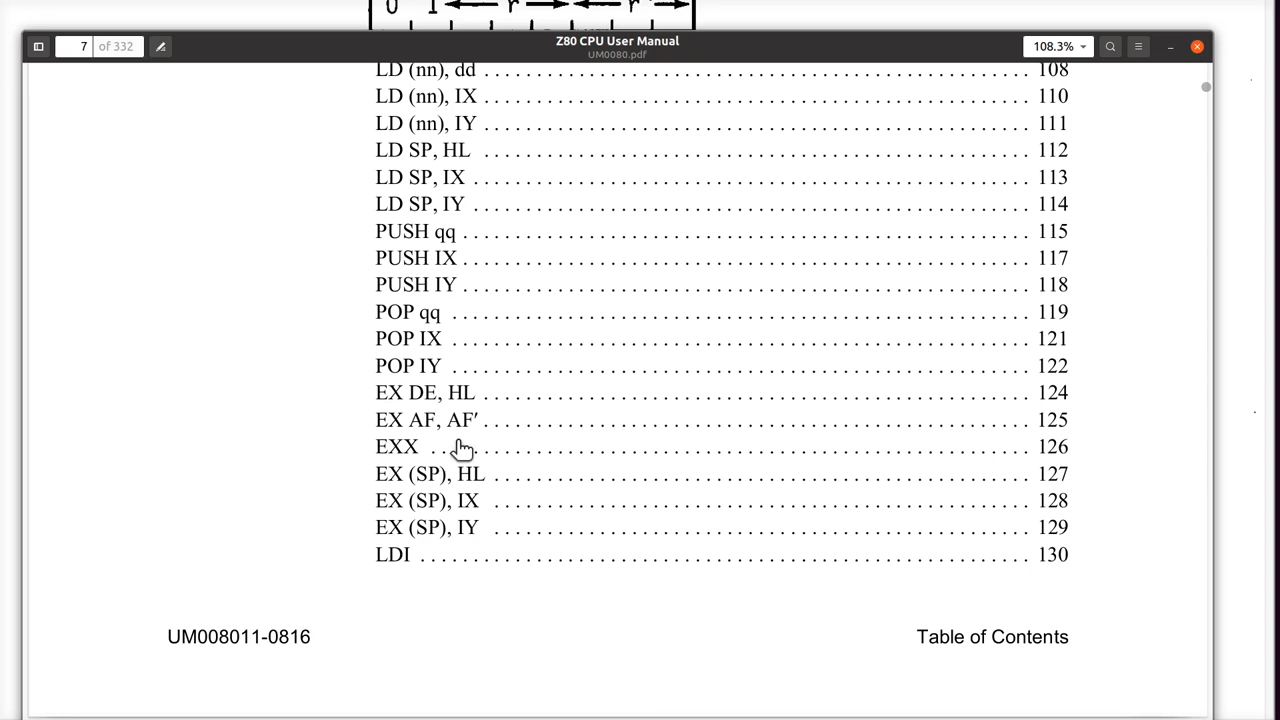 0 1 r r'
7 of 332
Z80 CPU User Manual
UM0080.pdf
108.3%
LD (nn), dd . . . . . . . . . . . . . . . . . . . . . . . . . . . . . . . . . . . . . . . . . . . . . . . . . . . . 108
LD (nn), IX . . . . . . . . . . . . . . . . . . . . . . . . . . . . . . . . . . . . . . . . . . . . . . . . . . . . 110
LD (nn), IY . . . . . . . . . . . . . . . . . . . . . . . . . . . . . . . . . . . . . . . . . . . . . . . . . . . . 111
LD SP, HL . . . . . . . . . . . . . . . . . . . . . . . . . . . . . . . . . . . . . . . . . . . . . . . . . . . . 112
LD SP, IX . . . . . . . . . . . . . . . . . . . . . . . . . . . . . . . . . . . . . . . . . . . . . . . . . . . . . 113
LD SP, IY . . . . . . . . . . . . . . . . . . . . . . . . . . . . . . . . . . . . . . . . . . . . . . . . . . . . . 114
PUSH qq . . . . . . . . . . . . . . . . . . . . . . . . . . . . . . . . . . . . . . . . . . . . . . . . . . . . . . 115
PUSH IX . . . . . . . . . . . . . . . . . . . . . . . . . . . . . . . . . . . . . . . . . . . . . . . . . . . . . . 117
PUSH IY . . . . . . . . . . . . . . . . . . . . . . . . . . . . . . . . . . . . . . . . . . . . . . . . . . . . . . 118
POP qq . . . . . . . . . . . . . . . . . . . . . . . . . . . . . . . . . . . . . . . . . . . . . . . . . . . . . . . 119
POP IX . . . . . . . . . . . . . . . . . . . . . . . . . . . . . . . . . . . . . . . . . . . . . . . . . . . . . . . 121
POP IY . . . . . . . . . . . . . . . . . . . . . . . . . . . . . . . . . . . . . . . . . . . . . . . . . . . . . . . 122
EX DE, HL . . . . . . . . . . . . . . . . . . . . . . . . . . . . . . . . . . . . . . . . . . . . . . . . . . . . 124
EX AF, AF′ . . . . . . . . . . . . . . . . . . . . . . . . . . . . . . . . . . . . . . . . . . . . . . . . . . . . 125
EXX . . . . . . . . . . . . . . . . . . . . . . . . . . . . . . . . . . . . . . . . . . . . . . . . . . . . . . . . . 126
EX (SP), HL . . . . . . . . . . . . . . . . . . . . . . . . . . . . . . . . . . . . . . . . . . . . . . . . . . . 127
EX (SP), IX . . . . . . . . . . . . . . . . . . . . . . . . . . . . . . . . . . . . . . . . . . . . . . . . . . . 128
EX (SP), IY . . . . . . . . . . . . . . . . . . . . . . . . . . . . . . . . . . . . . . . . . . . . . . . . . . . 129
LDI . . . . . . . . . . . . . . . . . . . . . . . . . . . . . . . . . . . . . . . . . . . . . . . . . . . . . . . . . . 130
UM008011-0816 Table of Contents